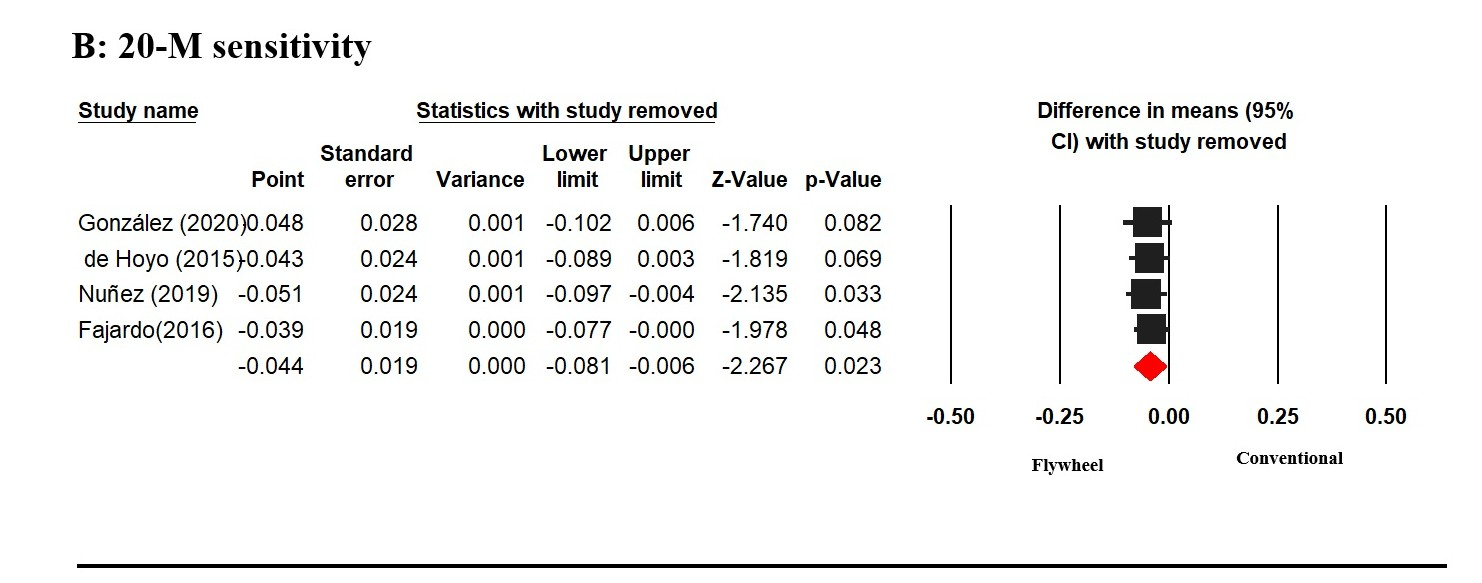 B: 20-M sensitivity
Study name Statistics with study removed Difference in means (95% CI) with study removed
Point Standard error Variance Lower limit Upper limit Z-Value p-Value
González (2020) -0.048 0.028 0.001 -0.102 0.006 -1.740 0.082
de Hoyo (2015) -0.043 0.024 0.001 -0.089 0.003 -1.819 0.069
Nuñez (2019) -0.051 0.024 0.001 -0.097 -0.004 -2.135 0.033
Fajardo(2016) -0.039 0.019 0.000 -0.077 -0.000 -1.978 0.048
-0.044 0.019 0.000 -0.081 -0.006 -2.267 0.023
-0.50 -0.25 0.00 0.25 0.50
Flywheel Conventional